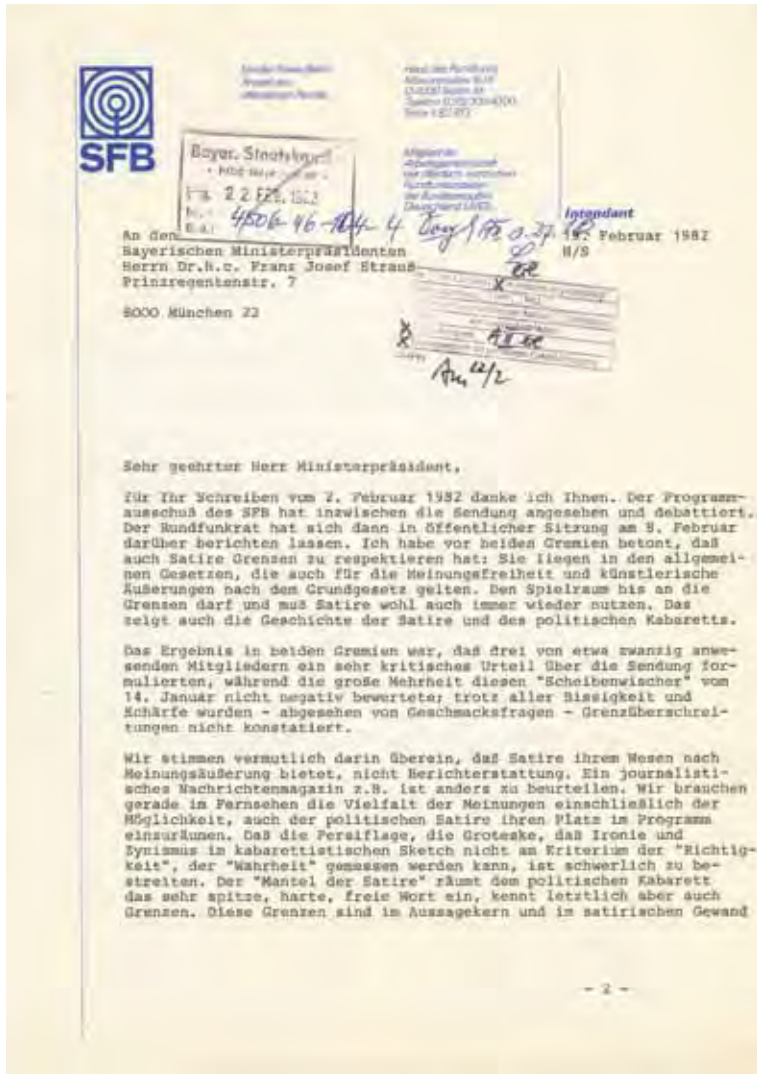 SFB
Intendant
Bayer. Staatskanzlei
22. FEB. 1982
An den
19. Februar 1982
Bayerischen Ministerpräsidenten
H/S
Herrn Dr.h.c. Franz Josef Strauß
Prinzregentenstr. 7
8000 München 22
Sehr geehrter Herr Ministerpräsident,
für Ihr Schreiben vom 2. Februar 1982 danke ich Ihnen. Der Programm-
ausschuß des SFB hat inzwischen die Sendung angesehen und debattiert.
Der Rundfunkrat hat sich dann in öffentlicher Sitzung am 8. Februar
darüber berichten lassen. Ich habe vor beiden Gremien betont, daß
auch Satire Grenzen zu respektieren hat: Sie liegen in den allgemei-
nen Gesetzen, die auch für die Meinungsfreiheit und künstlerische
Äußerungen nach dem Grundgesetz gelten. Den Spielraum bis an die
Grenzen darf und muß Satire wohl auch immer wieder nutzen. Das
zeigt auch die Geschichte der Satire und des politischen Kabaretts.
Das Ergebnis in beiden Gremien war, daß drei von etwa zwanzig anwe-
senden Mitgliedern ein sehr kritisches Urteil über die Sendung for-
mulierten, während die große Mehrheit diesen "Scheibenwischer" vom
14. Januar nicht negativ bewertete; trotz aller Bissigkeit und
Schärfe wurden - abgesehen von Geschmacksfragen - Grenzüberschrei-
tungen nicht konstatiert.
Wir stimmen vermutlich darin überein, daß Satire ihrem Wesen nach
Meinungsäußerung bietet, nicht Berichterstattung. Ein journalisti-
sches Nachrichtenmagazin z.B. ist anders zu beurteilen. Wir brauchen
gerade im Fernsehen die Vielfalt der Meinungen einschließlich der
Möglichkeit, auch der politischen Satire ihren Platz im Programm
einzuräumen. Daß die Persiflage, die Groteske, daß Ironie und
Zynismus im kabarettistischen Sketch nicht am Kriterium der "Richtig-
keit", der "Wahrheit" gemessen werden kann, ist schwerlich zu be-
streiten. Der "Mantel der Satire" räumt dem politischen Kabarett
das sehr spitze, harte, freie Wort ein, kennt letztlich aber auch
Grenzen. Diese Grenzen sind im Aussagekern und im satirischen Gewand
- 2 -